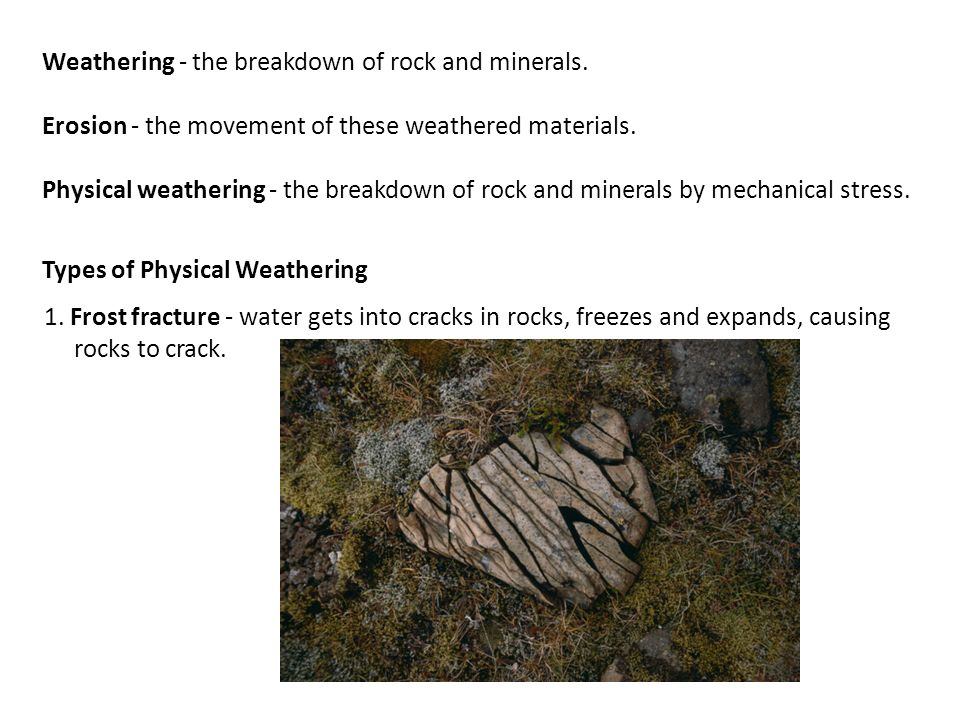 Weathering - the breakdown of rock and minerals.
Erosion - the movement of these weathered materials.
Physical weathering - the breakdown of rock and minerals by mechanical stress.
Types of Physical Weathering
1. Frost fracture - water gets into cracks in rocks, freezes and expands, causing
rocks to crack.